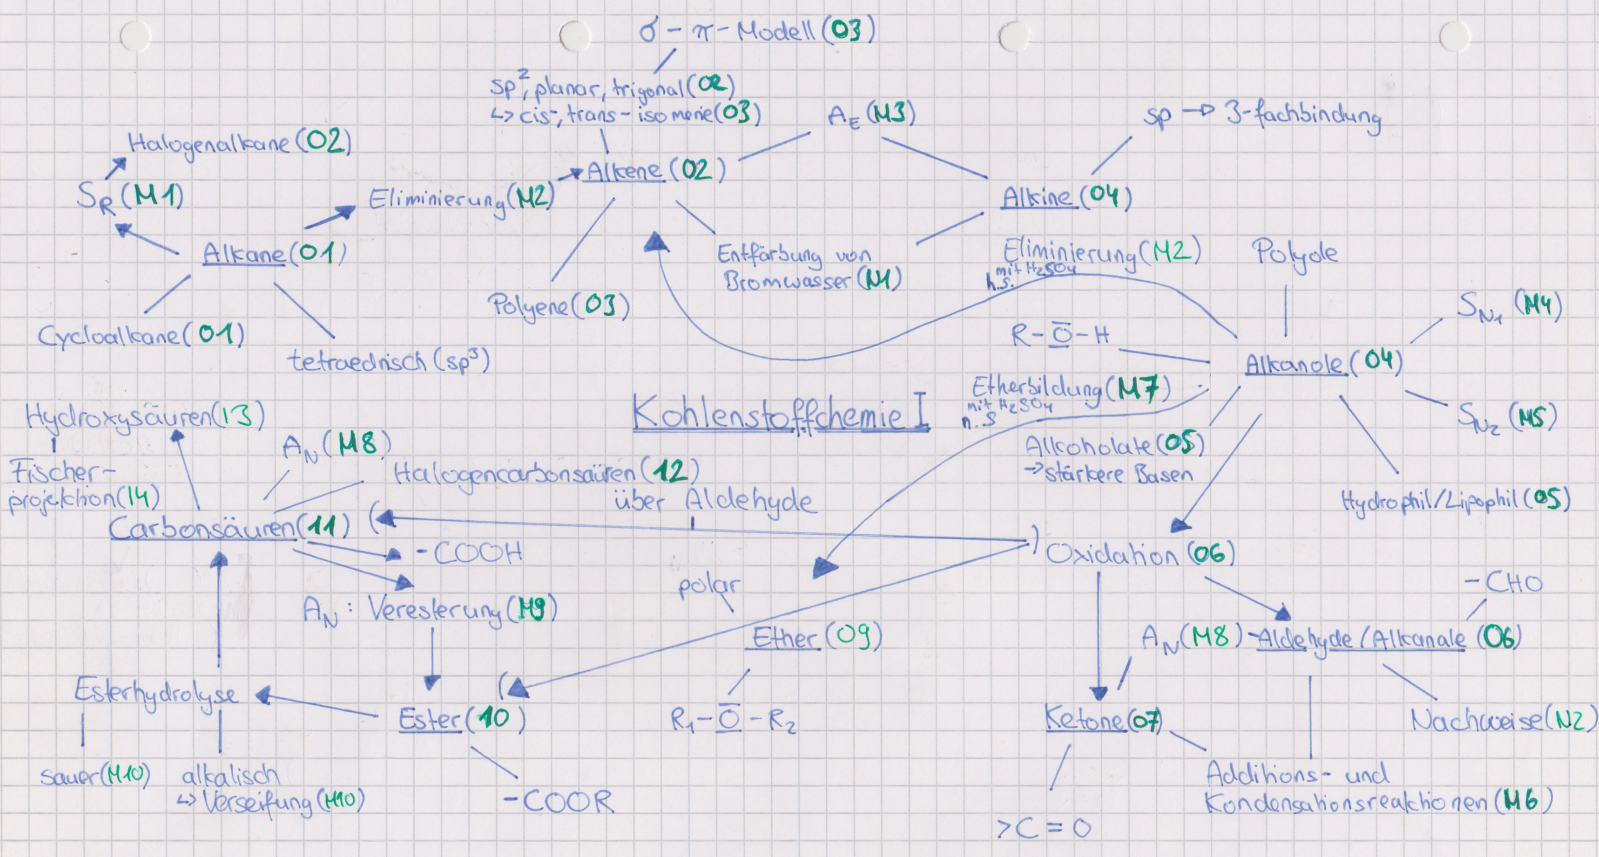 σ - π - Modell (03)
sp², planar, trigonal (02)
↳ cis-, trans-isomerie (03)
A_E (M3)
sp → 3-fachbindung
Halogenalkane (02)
S_R (M1)
Eliminierung (M2)
Alkene (02)
Alkine (04)
Alkane (01)
Entfärbung von
Bromwasser (N1)
Eliminierung (M2)
mit H₂SO₄
h.S.
Polyole
Polyene (03)
S_N1 (M4)
Cycloalkane (01)
tetraedrisch (sp³)
R-O̅-H
Alkanole (04)
Etherbildung (M7)
mit H₂SO₄
n.S
Kohlenstoffchemie I
S_N2 (M5)
Hydroxysäuren (13)
A_N (M8)
Alkoholate (05)
→ stärkere Basen
Fischer-
projektion (14)
Halogencarbonsäuren (12)
über Aldehyde
Hydrophil/Lipophil (05)
Carbonsäuren (11)
-COOH
Oxidation (06)
polar
-CHO
A_N : Veresterung (M9)
Ether (09)
A_N (M8) - Aldehyde/Alkanale (06)
Esterhydrolyse
Ester (10)
R₁-O̅-R₂
Ketone (07)
Nachweise (N2)
sauer (M10)
alkalisch
↳ Verseifung (M10)
-COOR
Additions- und
Kondensationsreaktionen (M6)
>C=O